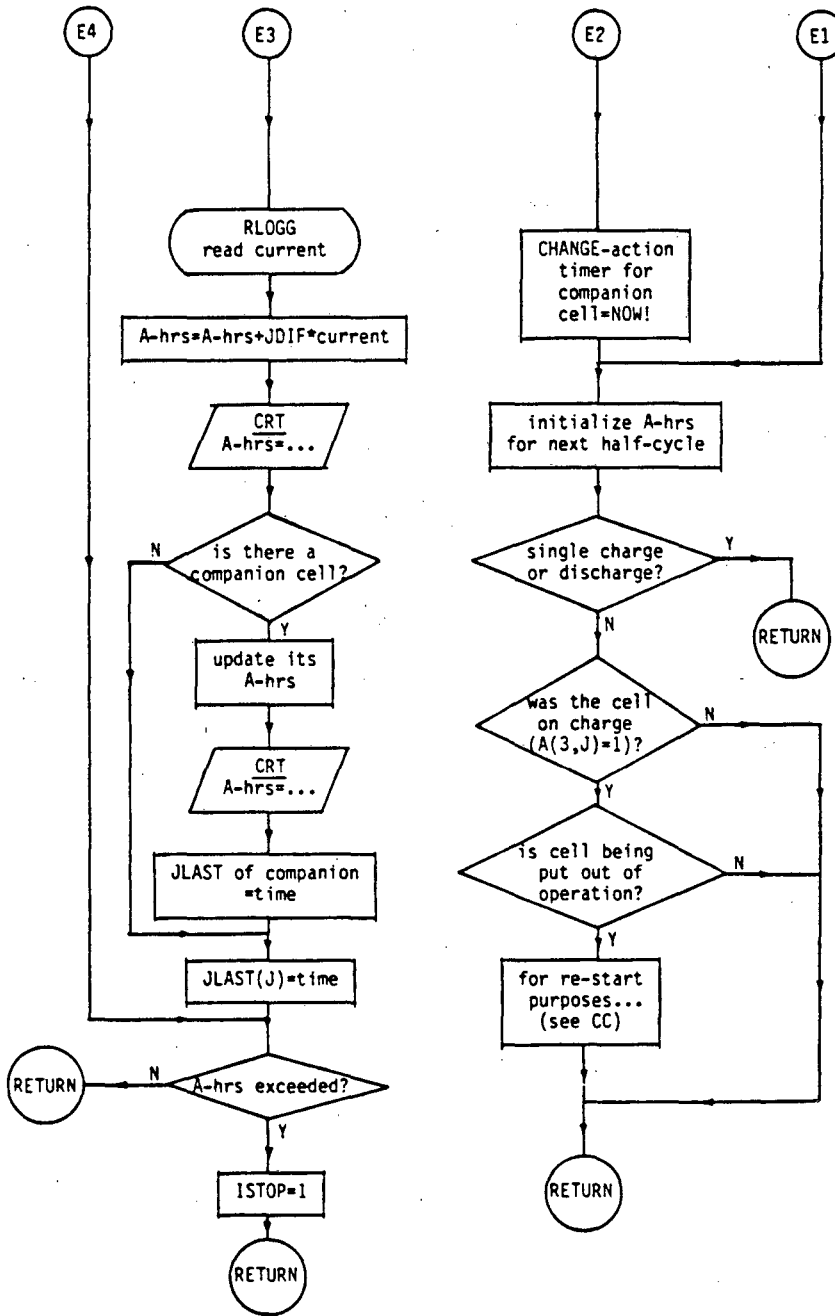 E4
E3
E2
E1
RLOGG
read current
A-hrs=A-hrs+JDIF*current
CRT
A-hrs=...
is there a
companion cell?
N
Y
update its
A-hrs
CRT
A-hrs=...
JLAST of companion
=time
JLAST(J)=time
A-hrs exceeded?
N
RETURN
Y
ISTOP=1
RETURN
CHANGE-action
timer for
companion
cell=NOW!
initialize A-hrs
for next half-cycle
single charge
or discharge?
Y
RETURN
N
was the cell
on charge
(A(3,J)=1)?
N
Y
is cell being
put out of
operation?
N
Y
for re-start
purposes...
(see CC)
RETURN